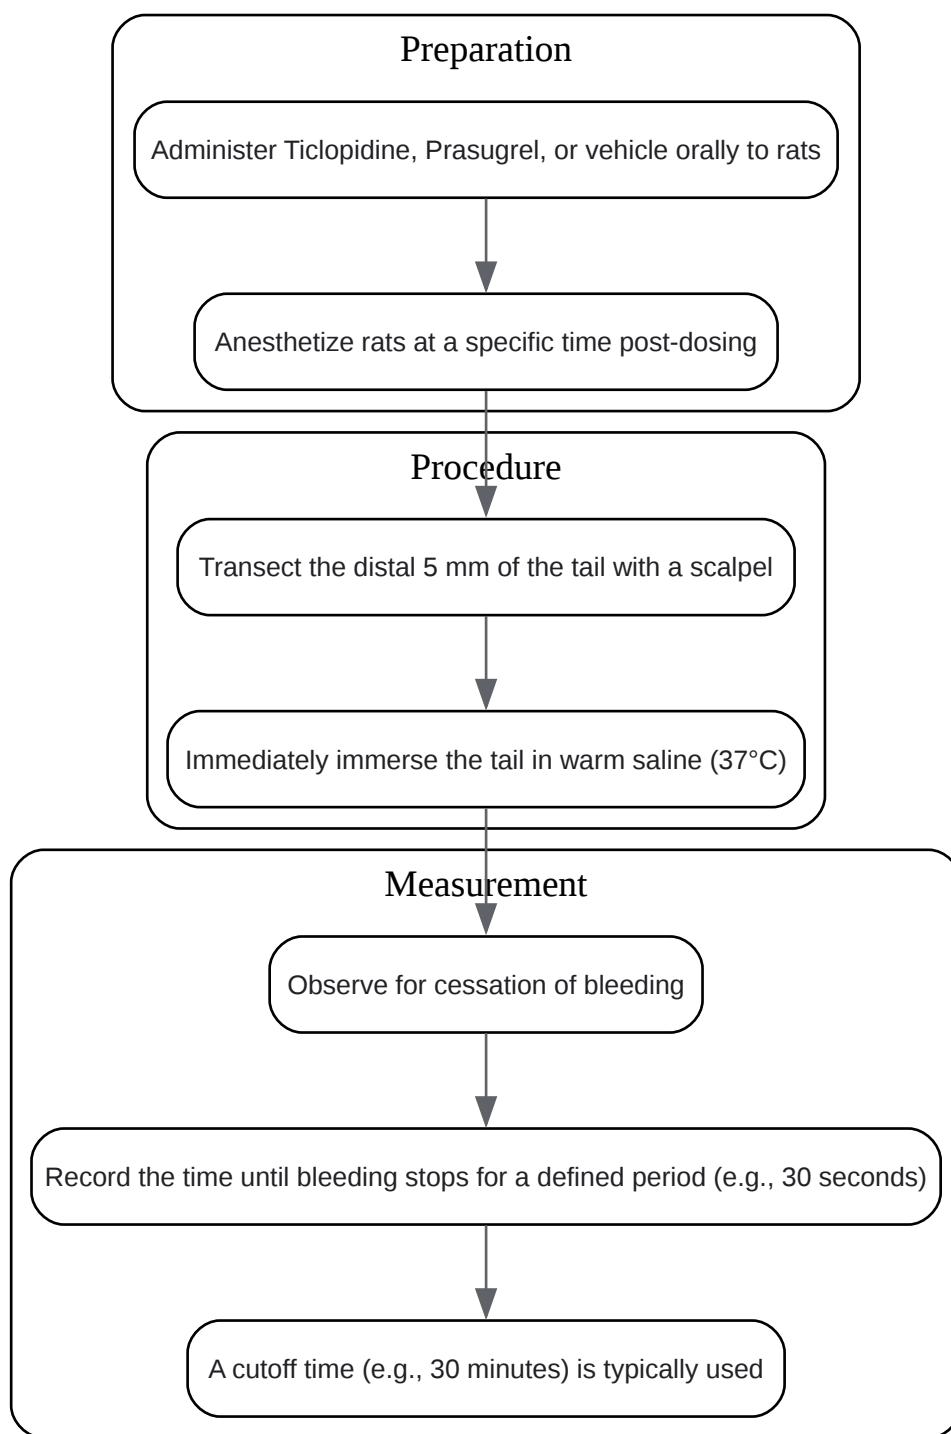 Preparation
Administer Ticlopidine, Prasugrel, or vehicle orally to rats
Anesthetize rats at a specific time post-dosing
Procedure
Transect the distal 5 mm of the tail with a scalpel
Immediately immerse the tail in warm saline (37°C)
Measurement
Observe for cessation of bleeding
Record the time until bleeding stops for a defined period (e.g., 30 seconds)
A cutoff time (e.g., 30 minutes) is typically used